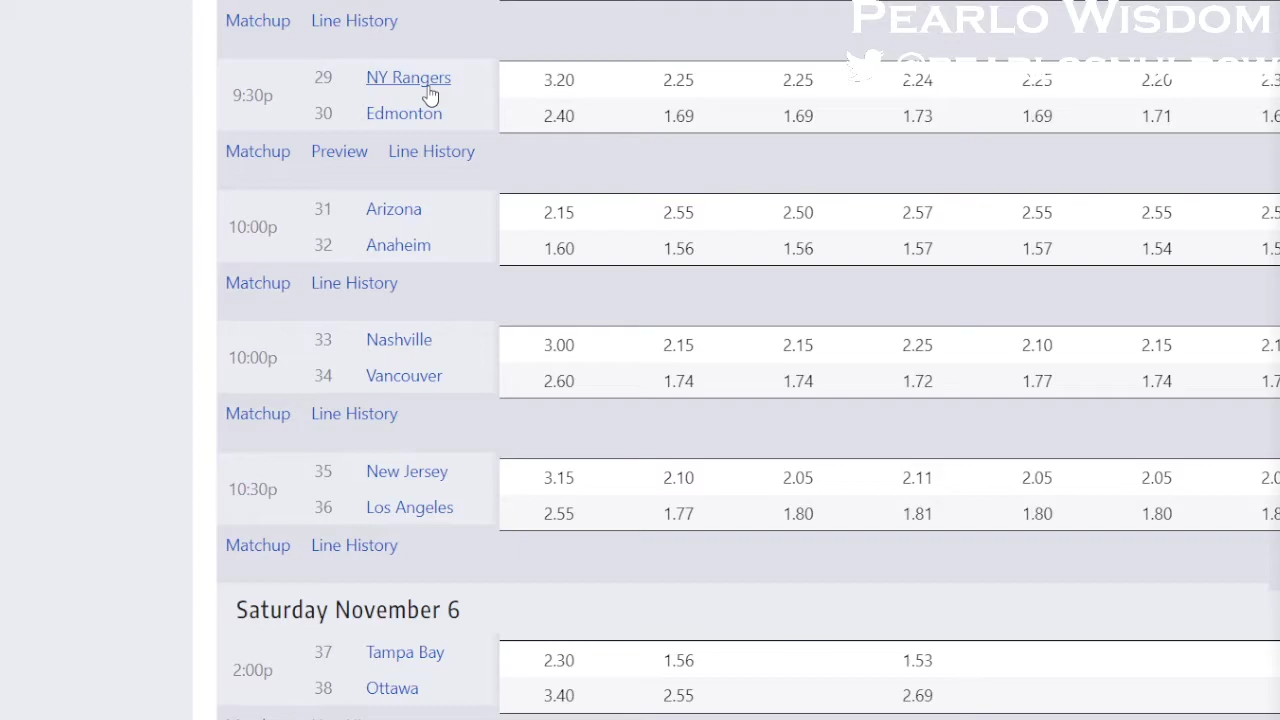 PEARLO WISDOM
Matchup Line History
9:30p
29 NY Rangers 3.20 2.25 2.25 2.24 2.25 2.20
30 Edmonton 2.40 1.69 1.69 1.73 1.69 1.71
Matchup Preview Line History
10:00p
31 Arizona 2.15 2.55 2.50 2.57 2.55 2.55
32 Anaheim 1.60 1.56 1.56 1.57 1.57 1.54
Matchup Line History
10:00p
33 Nashville 3.00 2.15 2.15 2.25 2.10 2.15
34 Vancouver 2.60 1.74 1.74 1.72 1.77 1.74
Matchup Line History
10:30p
35 New Jersey 3.15 2.10 2.05 2.11 2.05 2.05
36 Los Angeles 2.55 1.77 1.80 1.81 1.80 1.80
Matchup Line History
Saturday November 6
2:00p
37 Tampa Bay 2.30 1.56 1.53
38 Ottawa 3.40 2.55 2.69